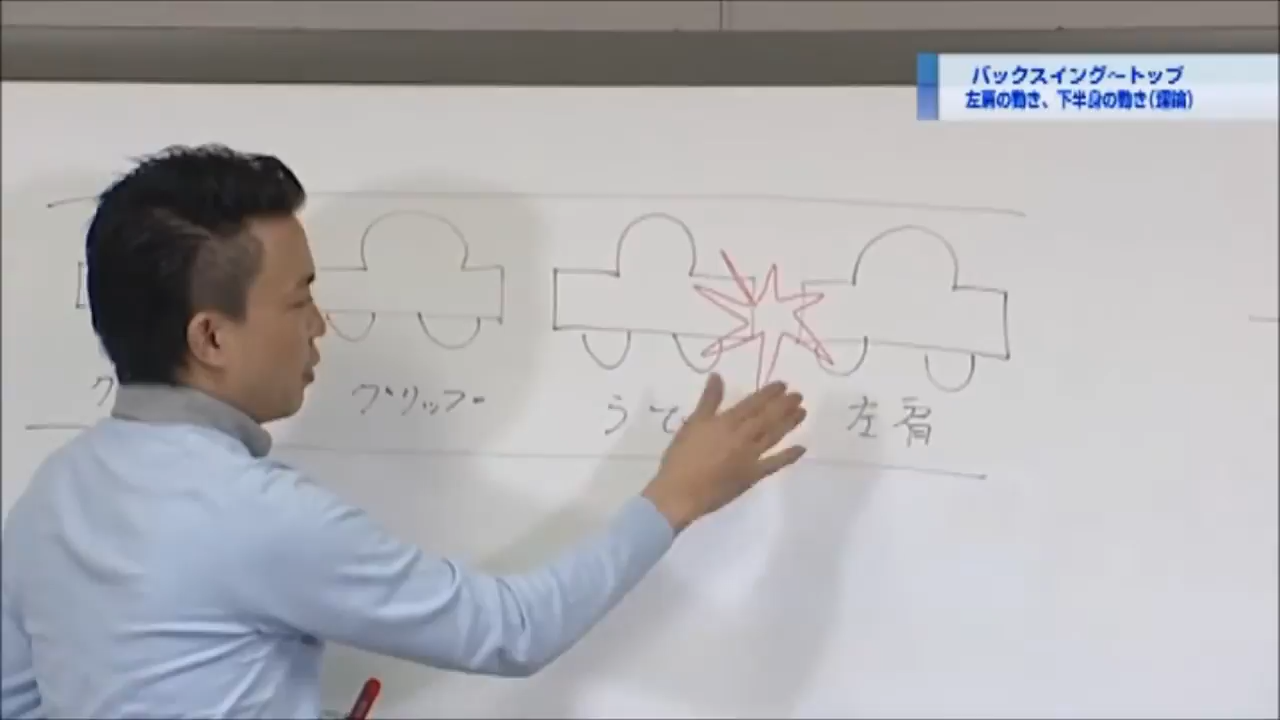 バックスイング～トップ
左肩の動き、下半身の動き(理論)
グリップ
うで
左肩